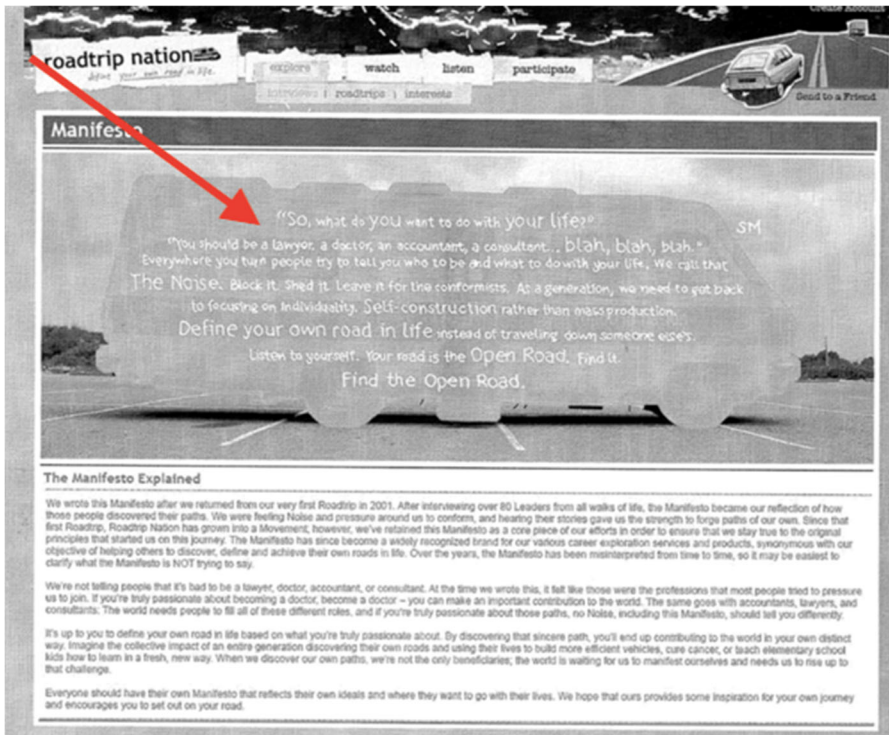 Create Account
roadtrip nation
define your own road in life.
explore watch listen participate
interviews | roadtrips | interests
Send to a Friend
Manifesto
"So, what do you want to do with your life?"
SM
"You should be a lawyer, a doctor, an accountant, a consultant... blah, blah, blah."
Everywhere you turn people try to tell you who to be and what to do with your life. We call that
The Noise. Block it. Shed it. Leave it for the conformists. As a generation, we need to get back
to focusing on individuality. Self-construction rather than mass production.
Define your own road in life instead of traveling down someone else's.
Listen to yourself. Your road is the Open Road. Find it.
Find the Open Road.
The Manifesto Explained
We wrote this Manifesto after we returned from our very first Roadtrip in 2001. After interviewing over 80 Leaders from all walks of life, the Manifesto became our reflection of how
those people discovered their paths. We were feeling Noise and pressure around us to conform, and hearing their stories gave us the strength to forge paths of our own. Since that
first Roadtrip, Roadtrip Nation has grown into a Movement; however, we've retained this Manifesto as a core piece of our efforts in order to ensure that we stay true to the original
principles that started us on this journey. The Manifesto has since become a widely recognized brand for our various career exploration services and products, synonymous with our
objective of helping others to discover, define and achieve their own roads in life. Over the years, the Manifesto has been misinterpreted from time to time, so it may be easiest to
clarify what the Manifesto is NOT trying to say.
We're not telling people that it's bad to be a lawyer, doctor, accountant, or consultant. At the time we wrote this, it felt like those were the professions that most people tried to pressure
us to join. If you're truly passionate about becoming a doctor, become a doctor – you can make an important contribution to the world. The same goes with accountants, lawyers, and
consultants: The world needs people to fill all of these different roles, and if you're truly passionate about those paths, no Noise, including this Manifesto, should tell you differently.
It's up to you to define your own road in life based on what you're truly passionate about. By discovering that sincere path, you'll end up contributing to the world in your own distinct
way. Imagine the collective impact of an entire generation discovering their own roads and using their lives to build more efficient vehicles, cure cancer, or teach elementary school
kids how to learn in a fresh, new way. When we discover our own paths, we're not the only beneficiaries; the world is waiting for us to manifest ourselves and needs us to rise up to
that challenge.
Everyone should have their own Manifesto that reflects their own ideals and where they want to go with their lives. We hope that ours provides some inspiration for your own journey
and encourages you to set out on your road.